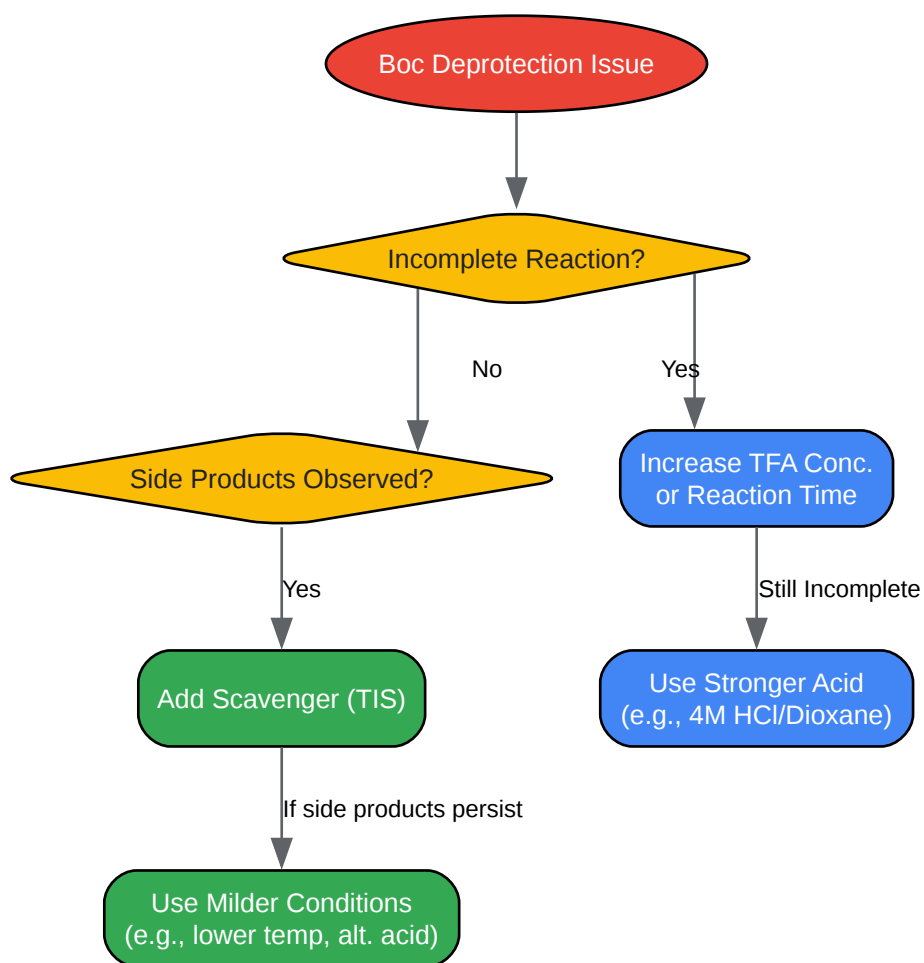 Boc Deprotection Issue
Incomplete Reaction?
No
Yes
Side Products Observed?
Increase TFA Conc.
or Reaction Time
Yes
Still Incomplete
Add Scavenger (TIS)
Use Stronger Acid
(e.g., 4M HCl/Dioxane)
If side products persist
Use Milder Conditions
(e.g., lower temp, alt. acid)